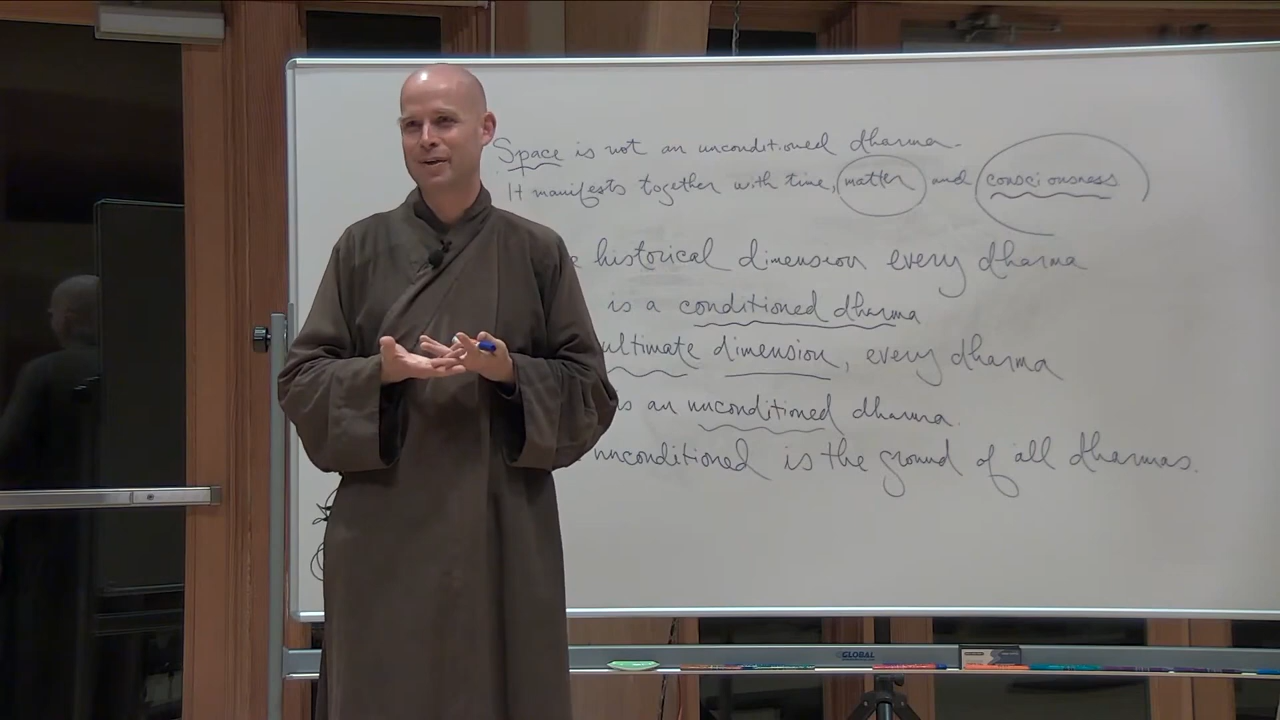 Space is not an unconditioned dharma.
It manifests together with time, matter and consciousness
historical dimension every dharma
is a conditioned dharma
ultimate dimension, every dharma
is an unconditioned dharma.
unconditioned is the ground of all dharmas.
GLOBAL